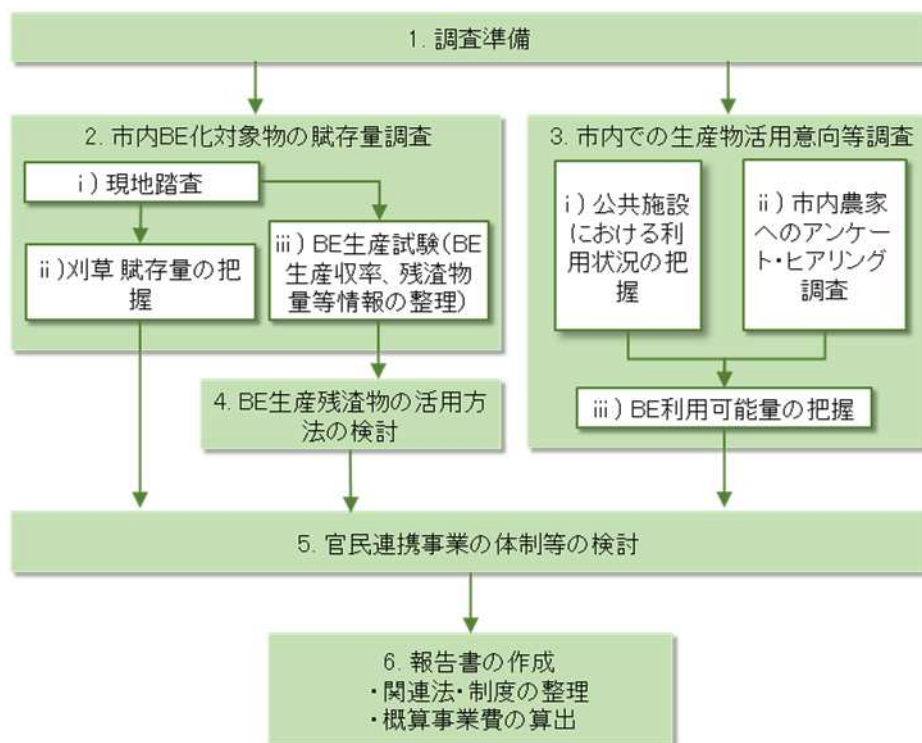 1. 調査準備
2. 市内BE化対象物の賦存量調査
ⅰ）現地踏査
ⅱ）刈草 賦存量の把
握
ⅲ）BE生産試験（BE
生産収率、残渣物
量等情報の整理）
3. 市内での生産物活用意向等調査
ⅰ）公共施設
における利
用状況の把
握
ⅱ）市内農家
へのアンケー
ト・ヒアリング
調査
ⅲ）BE利用可能量の把握
4. BE生産残渣物の活用方
法の検討
5. 官民連携事業の体制等の検討
6. 報告書の作成
・関連法・制度の整理
・概算事業費の算出